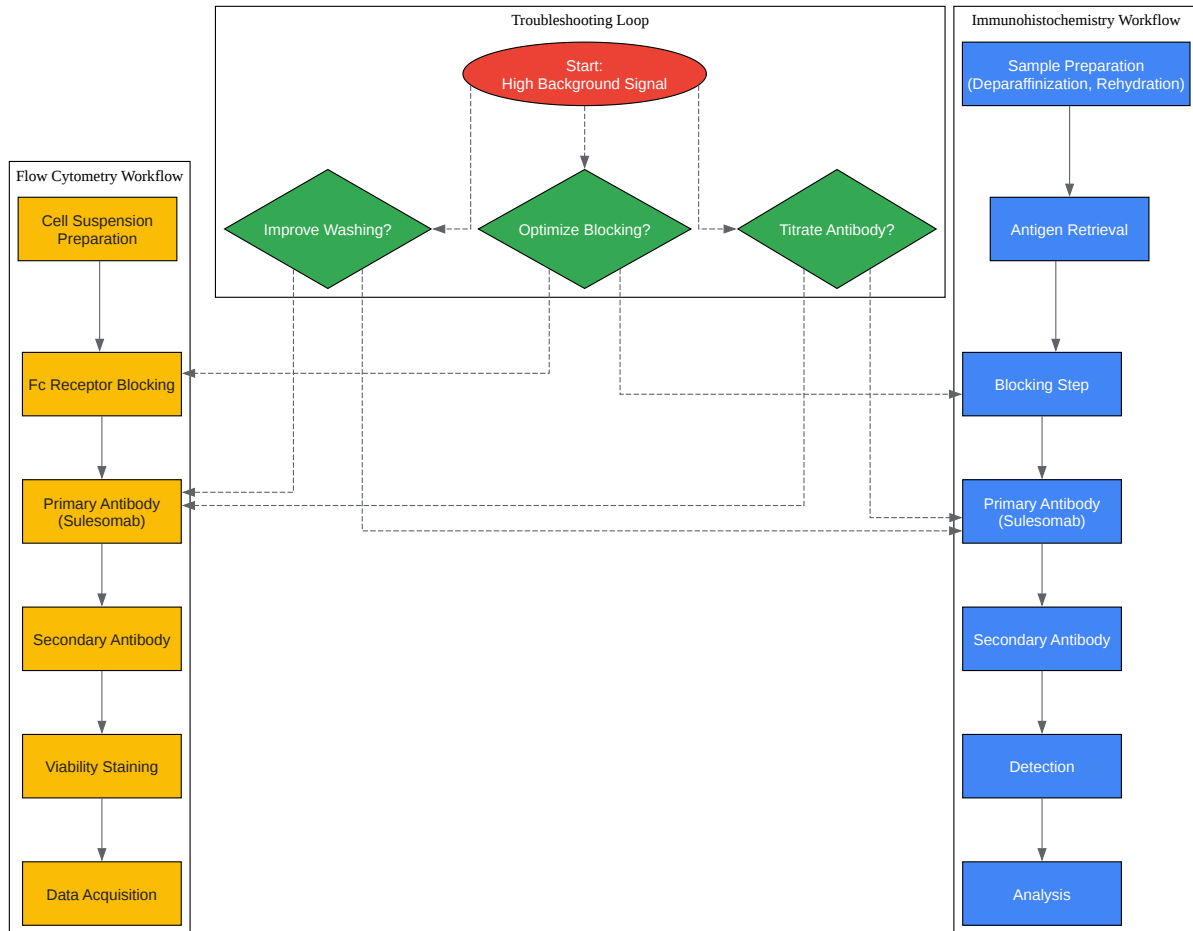 Troubleshooting Loop
Start:
High Background Signal
Improve Washing?
Optimize Blocking?
Titrate Antibody?
Flow Cytometry Workflow
Cell Suspension
Preparation
Fc Receptor Blocking
Primary Antibody
(Sulesomab)
Secondary Antibody
Viability Staining
Data Acquisition
Immunohistochemistry Workflow
Sample Preparation
(Deparaffinization, Rehydration)
Antigen Retrieval
Blocking Step
Primary Antibody
(Sulesomab)
Secondary Antibody
Detection
Analysis